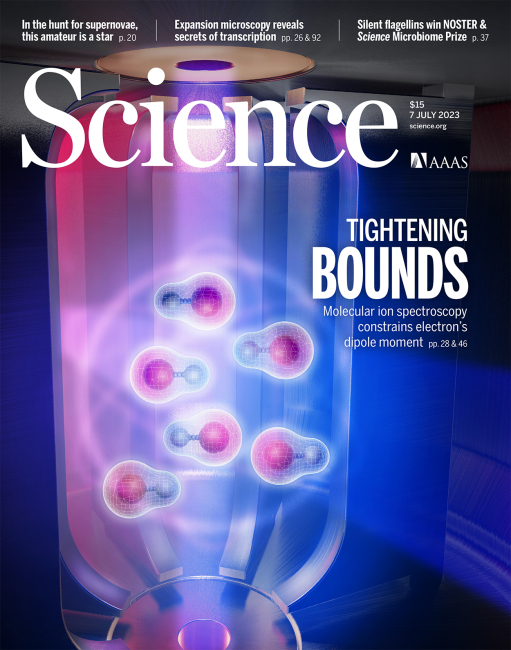 In the hunt for supernovae,
this amateur is a star p. 20
Expansion microscopy reveals
secrets of transcription pp. 26 & 92
Silent flagellins win NOSTER &
Science Microbiome Prize p. 37
Science
$15
7 JULY 2023
science.org
AAAS
TIGHTENING
BOUNDS
Molecular ion spectroscopy
constrains electron's
dipole moment pp. 28 & 46